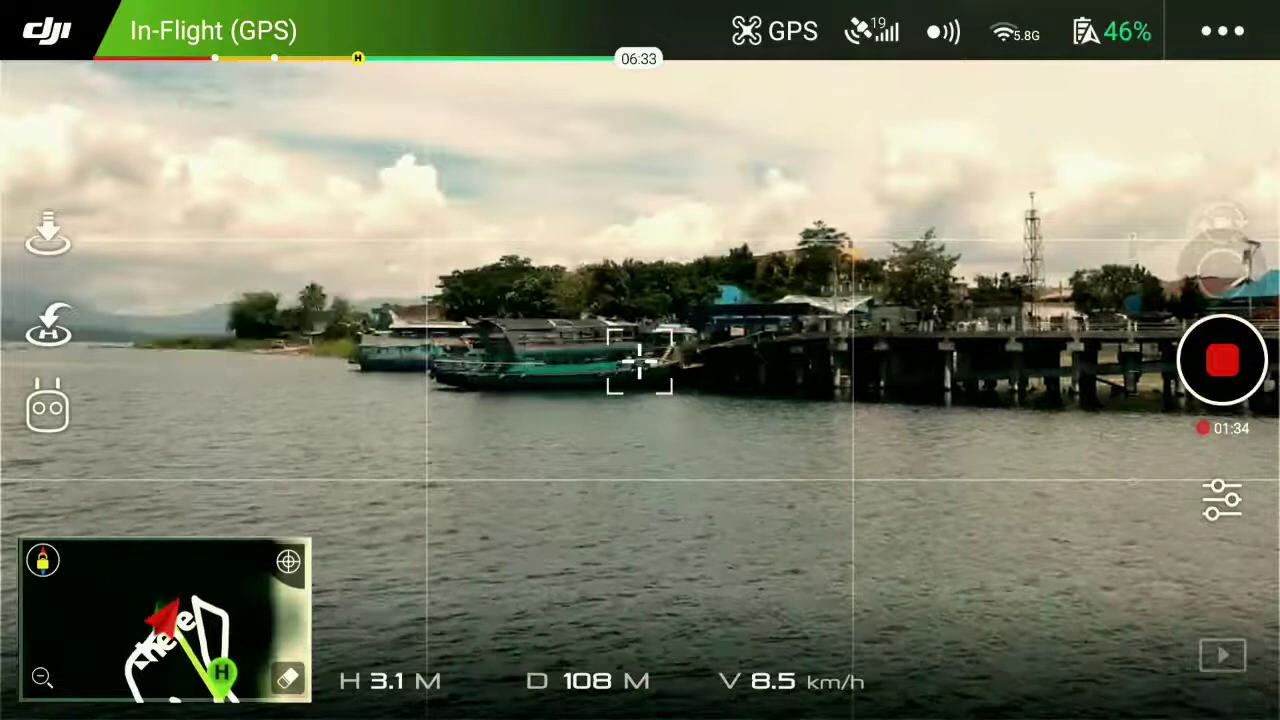 dji In-Flight (GPS) GPS 19 5.8G 46%
H 06:33
H
01:34
there
H
H 3.1 M D 108 M V 8.5 km/h